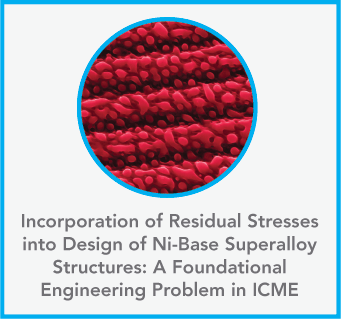 Incorporation of Residual Stresses
into Design of Ni-Base Superalloy
Structures: A Foundational
Engineering Problem in ICME